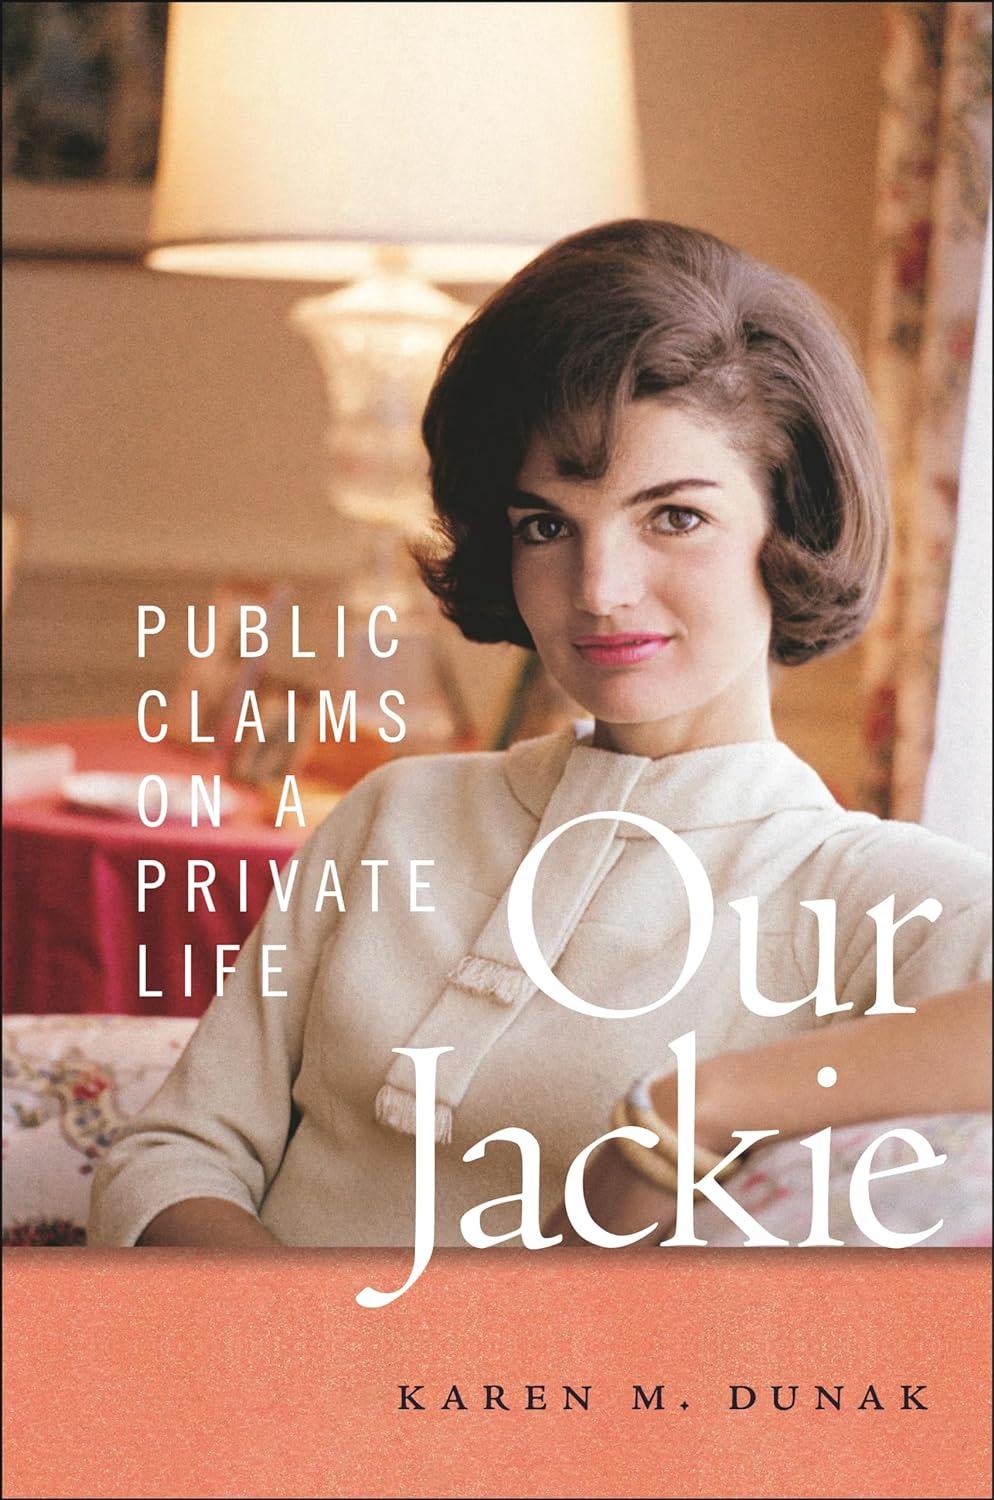 PUBLIC
CLAIMS
ON A
PRIVATE
LIFE
Our
Jackie
KAREN M. DUNAK